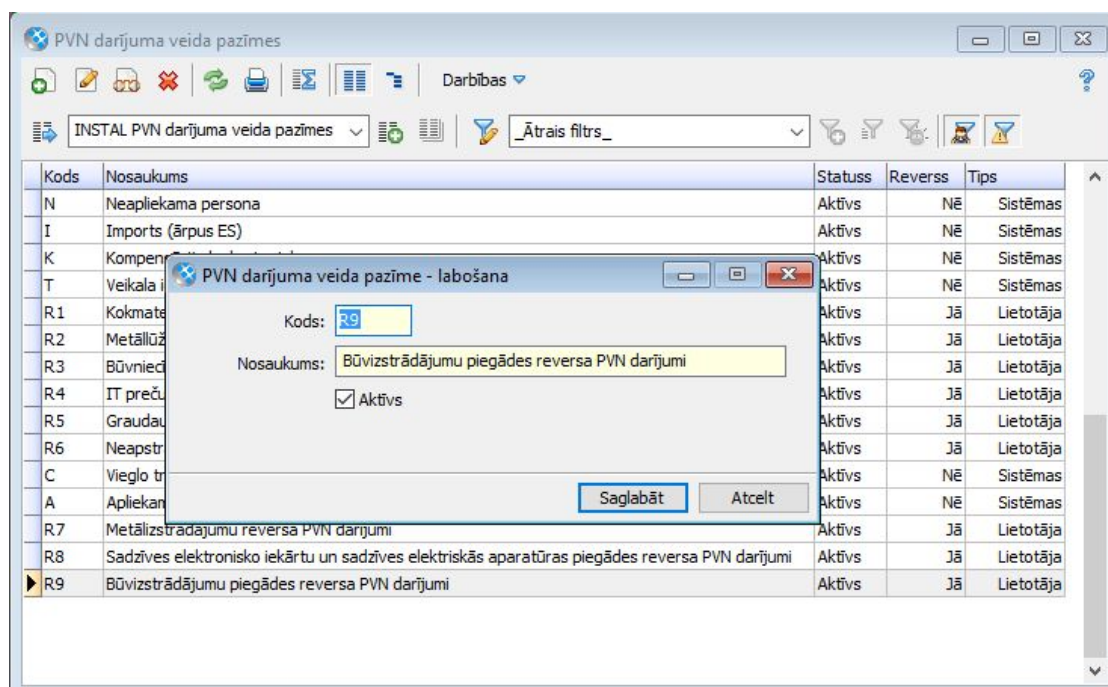 PVN darījuma veida pazīmes
Darbības
INSTAL PVN darījuma veida pazīmes
_Ātrais filtrs_
Kods Nosaukums Statuss Reverss Tips
N Neapliekama persona Aktīvs Nē Sistēmas
I Imports (ārpus ES) Aktīvs Nē Sistēmas
K Aktīvs Nē Sistēmas
T Veikala Aktīvs Nē Sistēmas
R1 Aktīvs Jā Lietotāja
R2 Aktīvs Jā Lietotāja
R3 Aktīvs Jā Lietotāja
R4 IT Aktīvs Jā Lietotāja
R5 Aktīvs Jā Lietotāja
R6 Aktīvs Jā Lietotāja
C Vieglo Aktīvs Nē Sistēmas
A Aktīvs Nē Sistēmas
R7 Metālizstrādājumu reversā PVN darījumi Aktīvs Jā Lietotāja
R8 Sadzīves elektronisko iekārtu un sadzīves elektriskās aparatūras piegādes reversa PVN darījumi Aktīvs Jā Lietotāja
R9 Būvizstrādājumu piegādes reversa PVN darījumi Aktīvs Jā Lietotāja
PVN darījuma veida pazīme - labošana
Kods: R9
Nosaukums: Būvizstrādājumu piegādes reversa PVN darījumi
Aktīvs
Saglabāt Atcelt